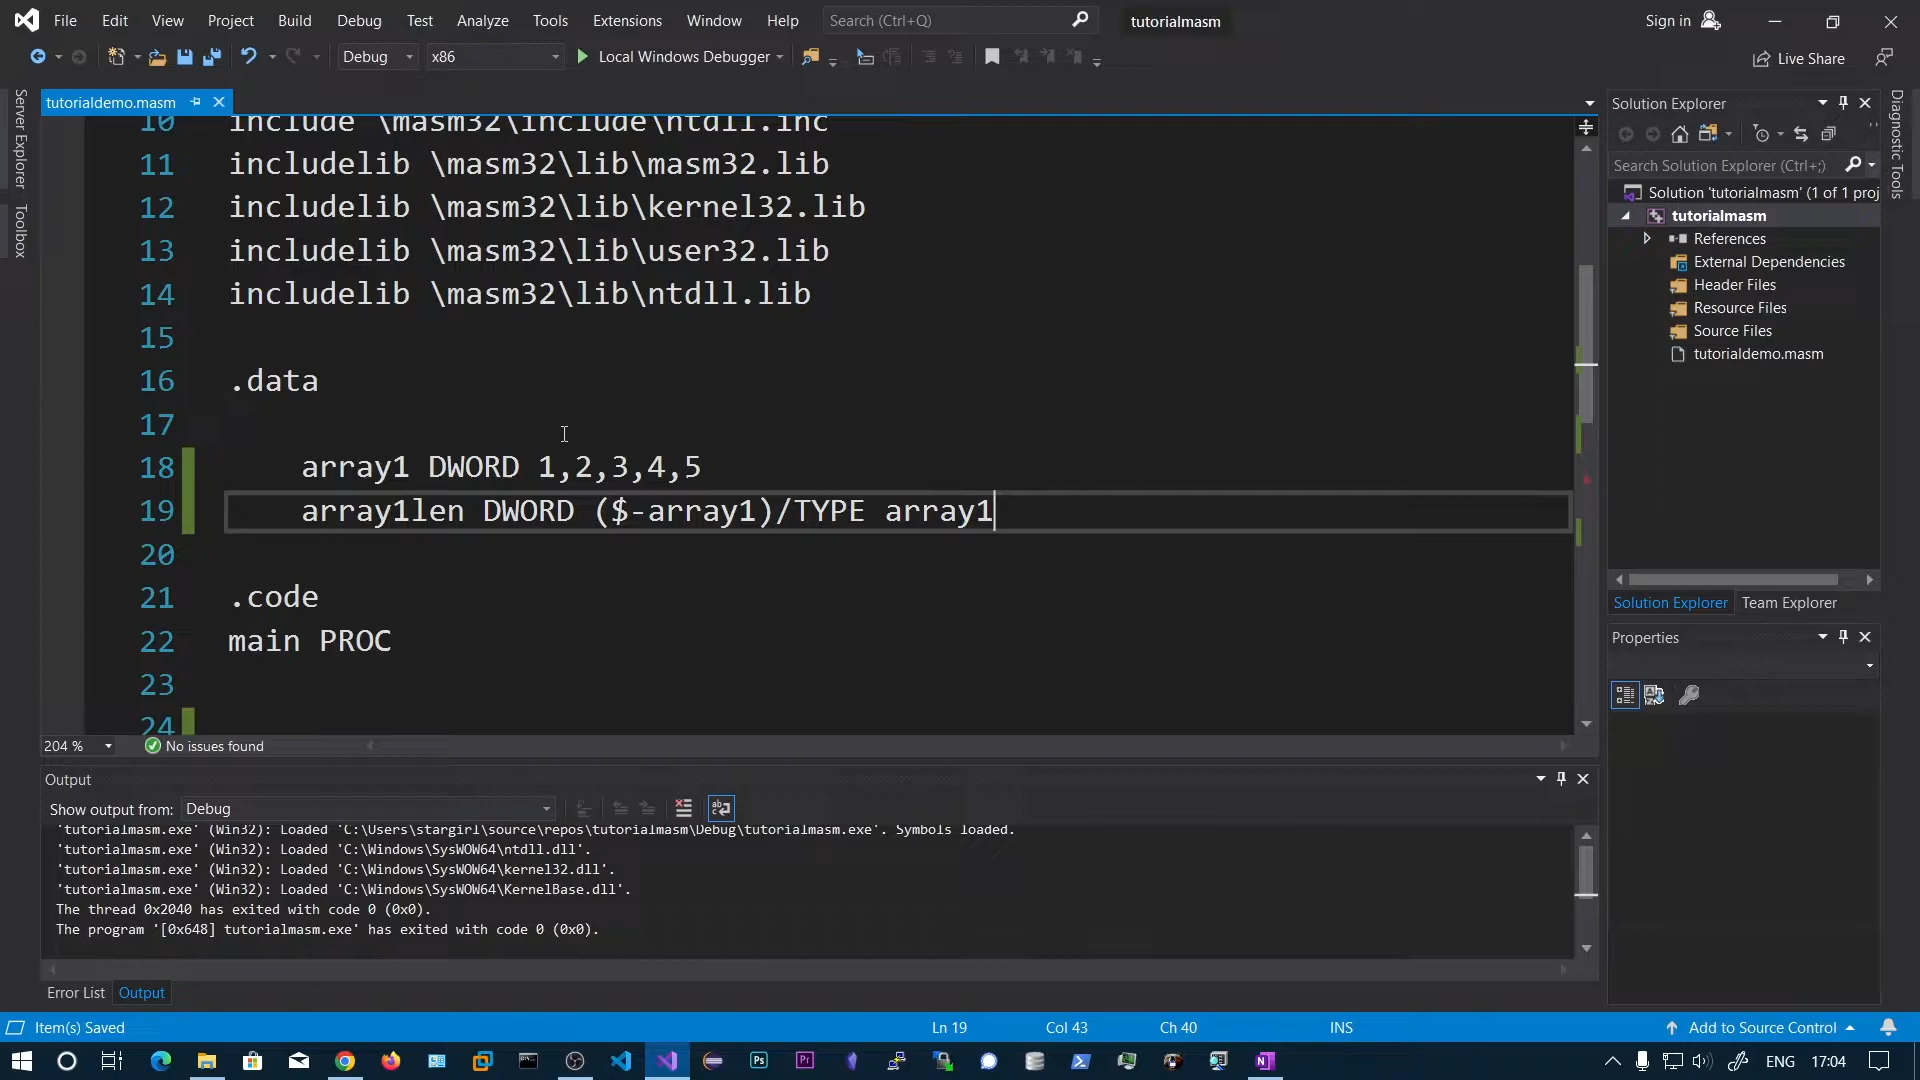 File Edit View Project Build Debug Test Analyze Tools Extensions Window Help Search (Ctrl+Q) tutorialmasm Sign in
Debug x86 Local Windows Debugger Live Share
Server Explorer
Toolbox
tutorialdemo.masm
10 include \masm32\include\ntdll.inc
11 includelib \masm32\lib\masm32.lib
12 includelib \masm32\lib\kernel32.lib
13 includelib \masm32\lib\user32.lib
14 includelib \masm32\lib\ntdll.lib
15
16 .data
17
18 array1 DWORD 1,2,3,4,5
19 array1len DWORD ($-array1)/TYPE array1
20
21 .code
22 main PROC
23
24
204 % No issues found
Output
Show output from: Debug
'tutorialmasm.exe' (Win32): Loaded 'C:\Users\stargirl\source\repos\tutorialmasm\Debug\tutorialmasm.exe'. Symbols loaded.
'tutorialmasm.exe' (Win32): Loaded 'C:\Windows\SysWOW64\ntdll.dll'.
'tutorialmasm.exe' (Win32): Loaded 'C:\Windows\SysWOW64\kernel32.dll'.
'tutorialmasm.exe' (Win32): Loaded 'C:\Windows\SysWOW64\KernelBase.dll'.
The thread 0x2040 has exited with code 0 (0x0).
The program '[0x648] tutorialmasm.exe' has exited with code 0 (0x0).
Error List Output
Solution Explorer
Search Solution Explorer (Ctrl+;)
Solution 'tutorialmasm' (1 of 1 proj
tutorialmasm
References
External Dependencies
Header Files
Resource Files
Source Files
tutorialdemo.masm
Solution Explorer Team Explorer
Properties
Diagnostic Tools
Item(s) Saved Ln 19 Col 43 Ch 40 INS Add to Source Control
Ps Pr N ENG 17:04